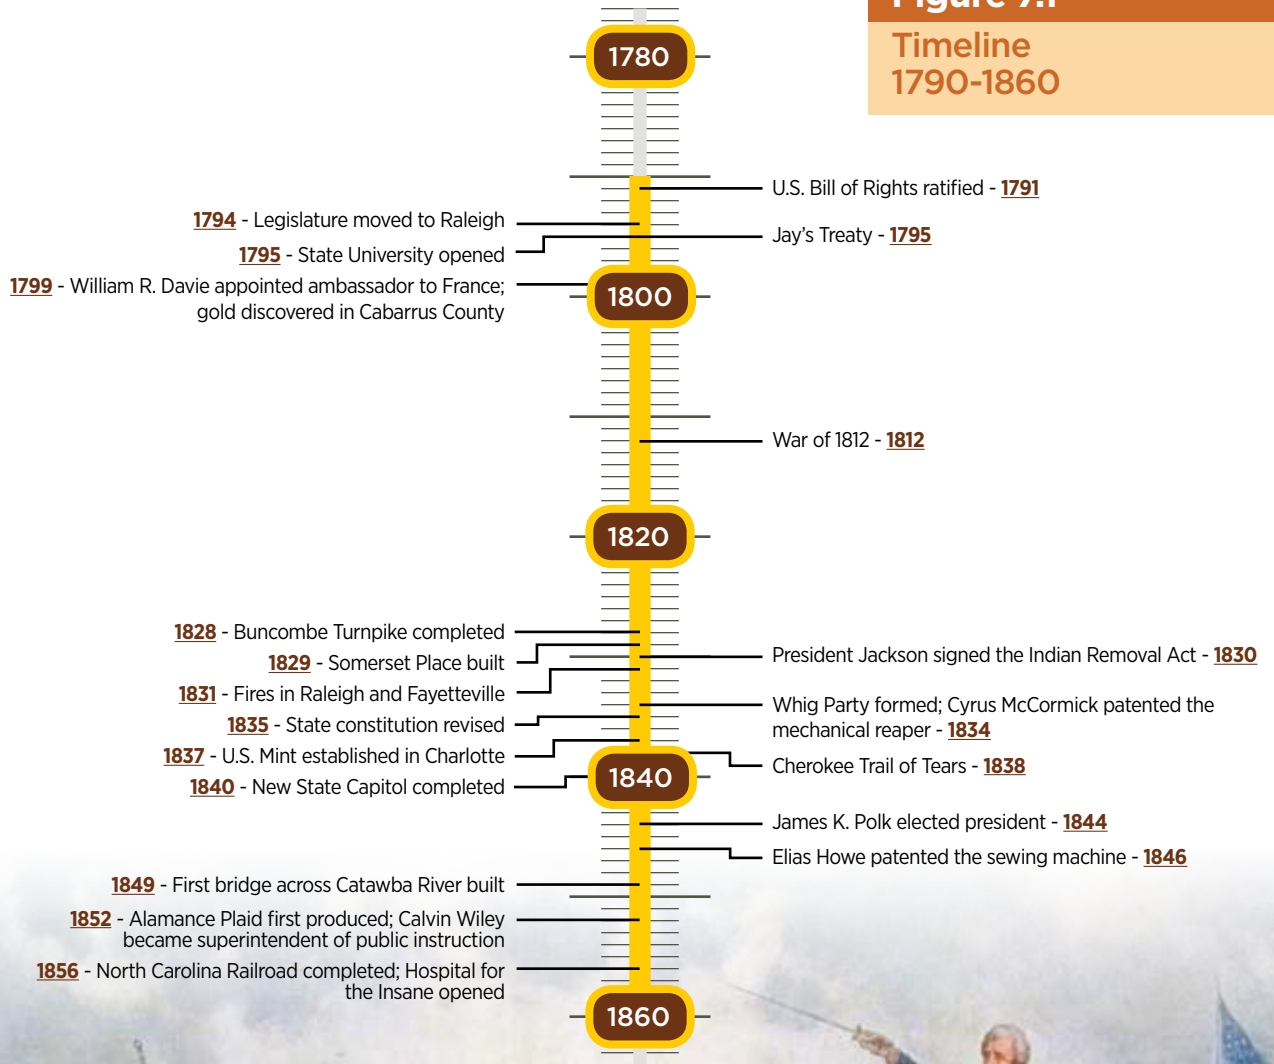 Figure 7.1
Timeline
1790-1860
1780
U.S. Bill of Rights ratified - 1791
1794 - Legislature moved to Raleigh
Jay's Treaty - 1795
1795 - State University opened
1799 - William R. Davie appointed ambassador to France;
gold discovered in Cabarrus County
1800
War of 1812 - 1812
1820
1828 - Buncombe Turnpike completed
1829 - Somerset Place built
President Jackson signed the Indian Removal Act - 1830
1831 - Fires in Raleigh and Fayetteville
Whig Party formed; Cyrus McCormick patented the
mechanical reaper - 1834
1835 - State constitution revised
1837 - U.S. Mint established in Charlotte
Cherokee Trail of Tears - 1838
1840
1840 - New State Capitol completed
James K. Polk elected president - 1844
Elias Howe patented the sewing machine - 1846
1849 - First bridge across Catawba River built
1852 - Alamance Plaid first produced; Calvin Wiley
became superintendent of public instruction
1856 - North Carolina Railroad completed; Hospital for
the Insane opened
1860